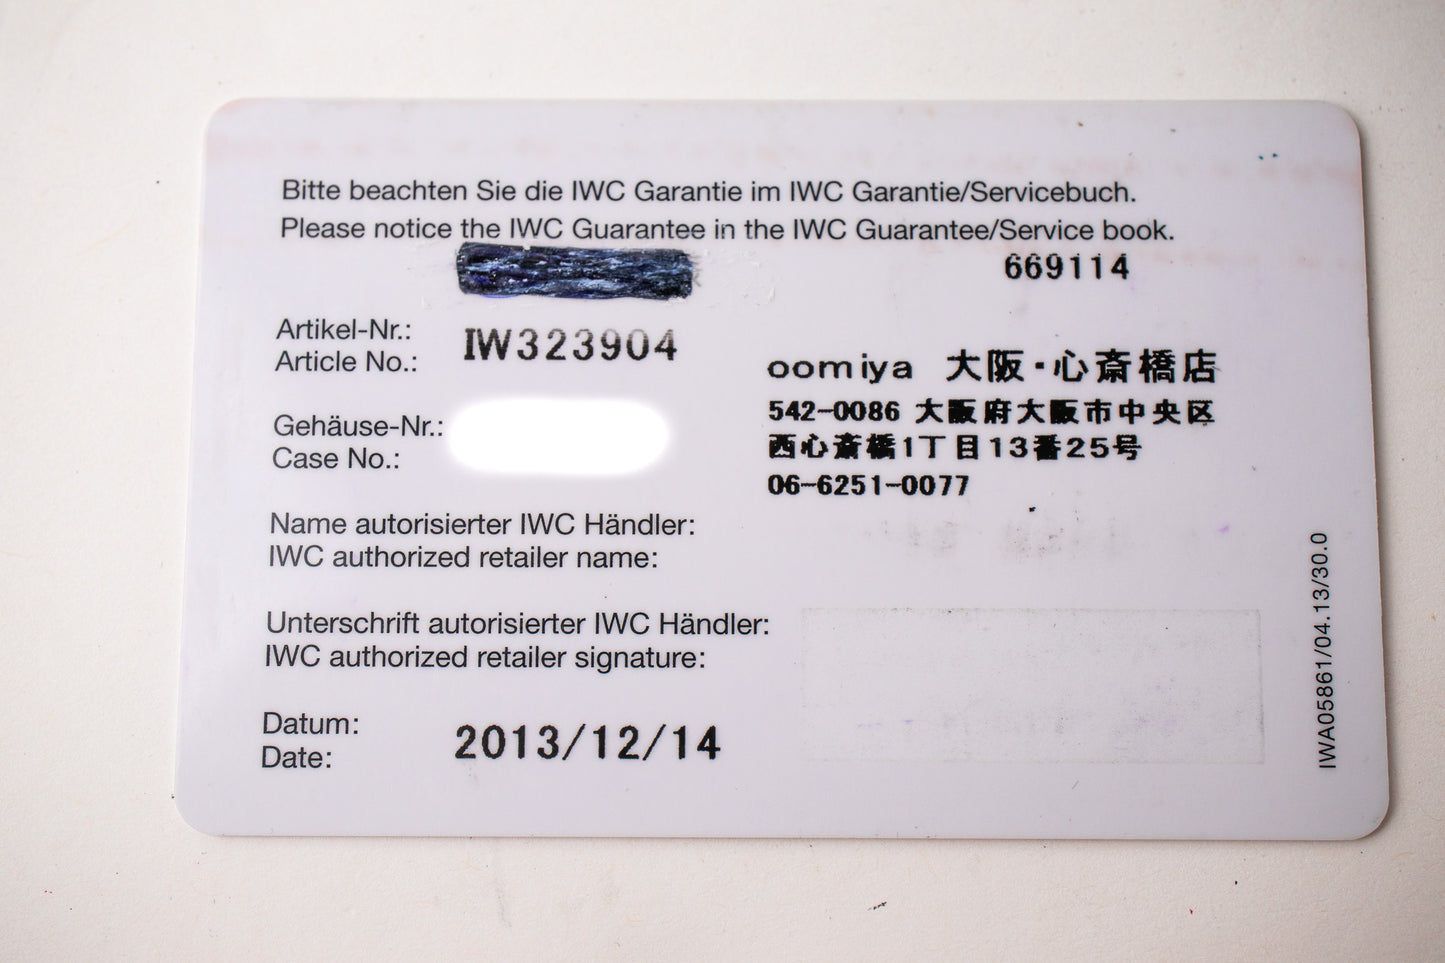 Bitte beachten Sie die IWC Garantie im IWC Garantie/Servicebuch.
Please notice the IWC Guarantee in the IWC Guarantee/Service book.
669114
Artikel-Nr.:
Article No.:
IW323904
oomiya 大阪・心斎橋店
542-0086 大阪府大阪市中央区
西心斎橋1丁目13番25号
06-6251-0077
Gehäuse-Nr.:
Case No.:
Name autorisierter IWC Händler:
IWC authorized retailer name:
Unterschrift autorisierter IWC Händler:
IWC authorized retailer signature:
Datum:
Date:
2013/12/14
IWA05861/04.13/30.0